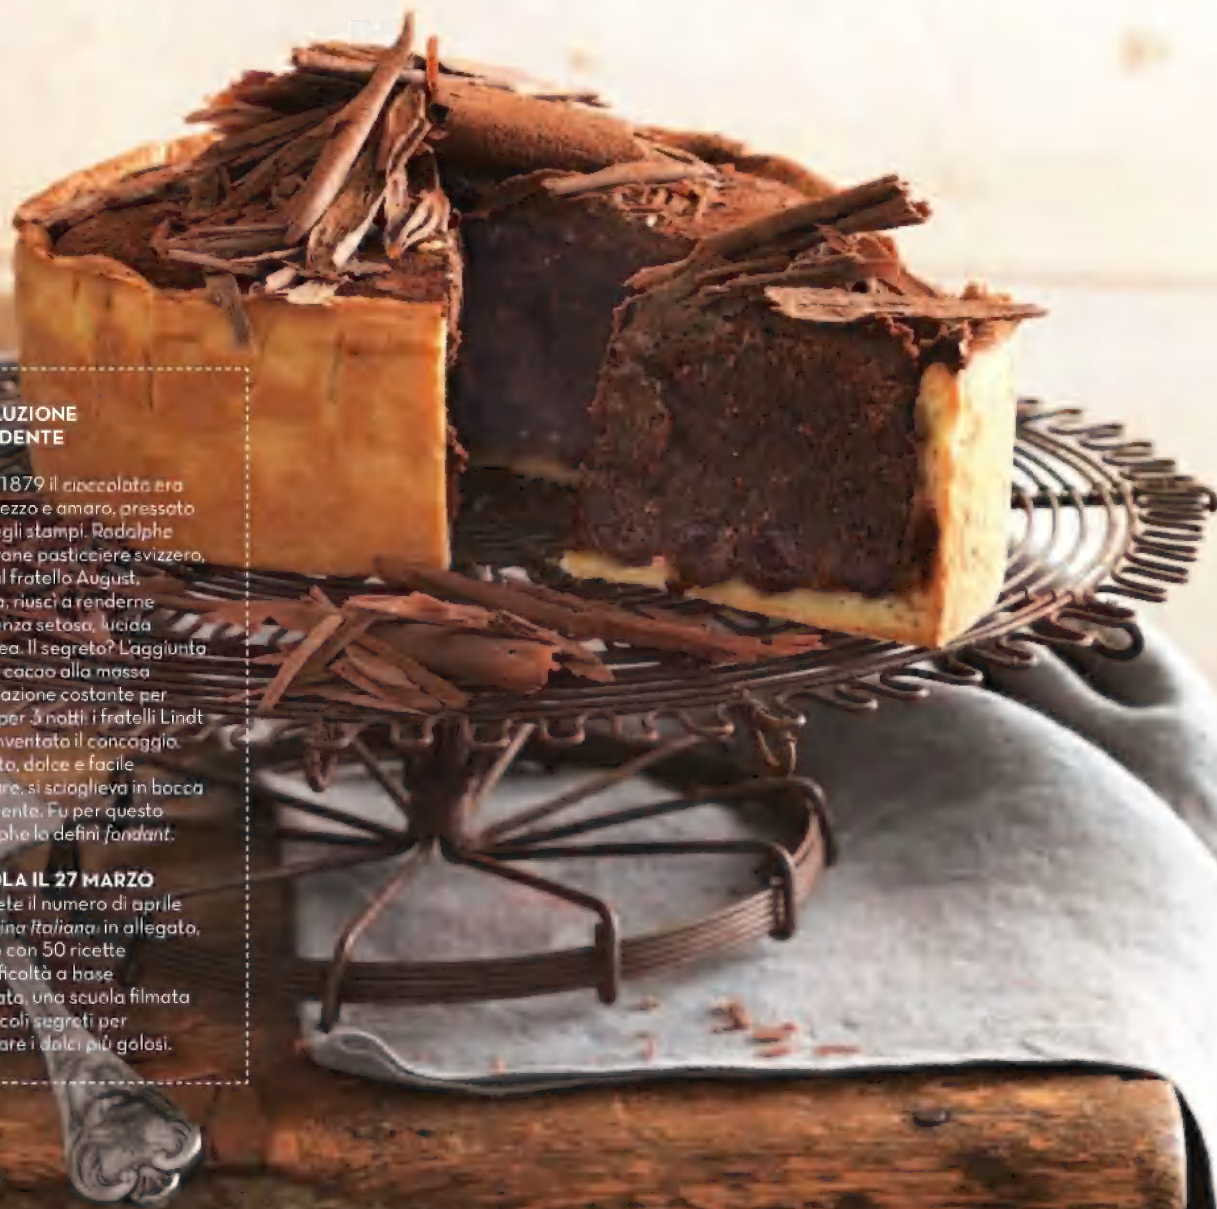 LUZIONE
DENTE
1879 il cioccolato era
ezzo e amaro, pressato
egli stampi. Rodolphe
vane pasticciere svizzero,
l fratello August,
a, riuscì a renderne
enza setosa, lucida
ea. Il segreto? L'aggiunta
cacao alla massa
azione costante per
per 3 notti: i fratelli Lindt
nventato il concaggio.
to, dolce e facile
are, si scioglieva in bocca
ente. Fu per questo
phe lo definì fondant.
OLA IL 27 MARZO
ete il numero di aprile
ina Italiana: in allegato,
con 50 ricette
ficoltà a base
ata, una scuola filmata
coli segreti per
are i dolci più golosi.